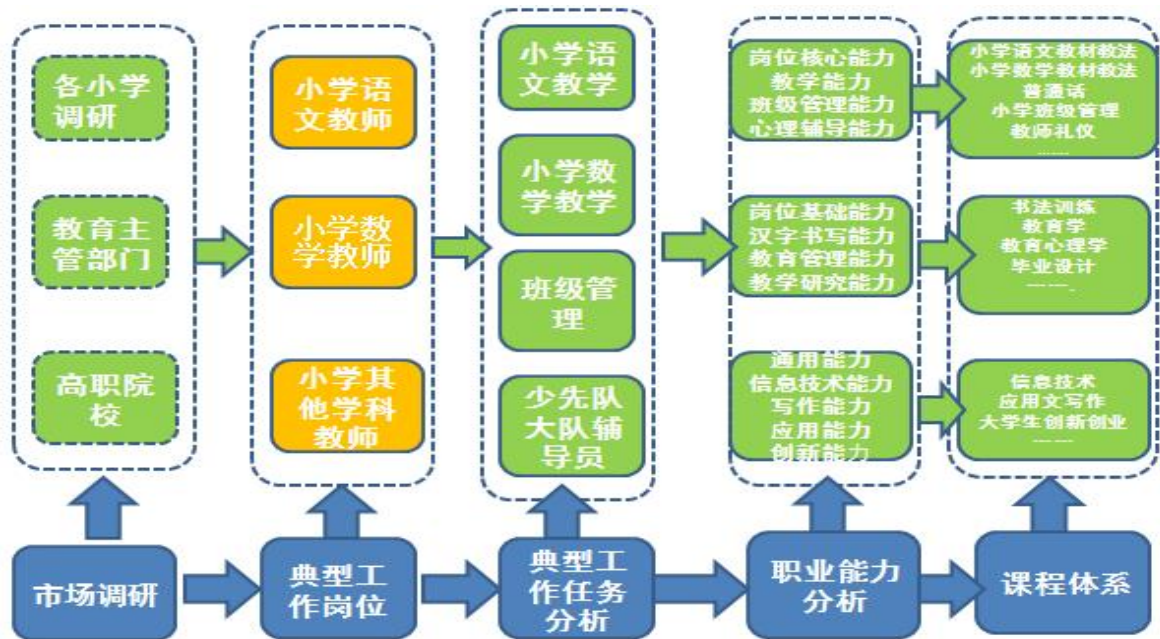 各小学
调研
教育主
管部门
高职院
校
小学语
文教师
小学数
学教师
小学其
他学科
教师
小学语
文教学
小学数
学教学
班级管
理
少先队
大队辅
导员
岗位核心能力
教学能力
班级管理能力
心理辅导能力
岗位基础能力
汉字书写能力
教育管理能力
教学研究能力
通用能力
信息技术能力
写作能力
应用能力
创新能力
小学语文教材教法
小学数学教材教法
普通话
小学班级管理
教师礼仪
……
书法训练
教育学
教育心理学
毕业设计
……
信息技术
应用文写作
大学生创新创业
……
市场调研
典型工
作岗位
典型工
作任务
分析
职业能力
分析
课程体系